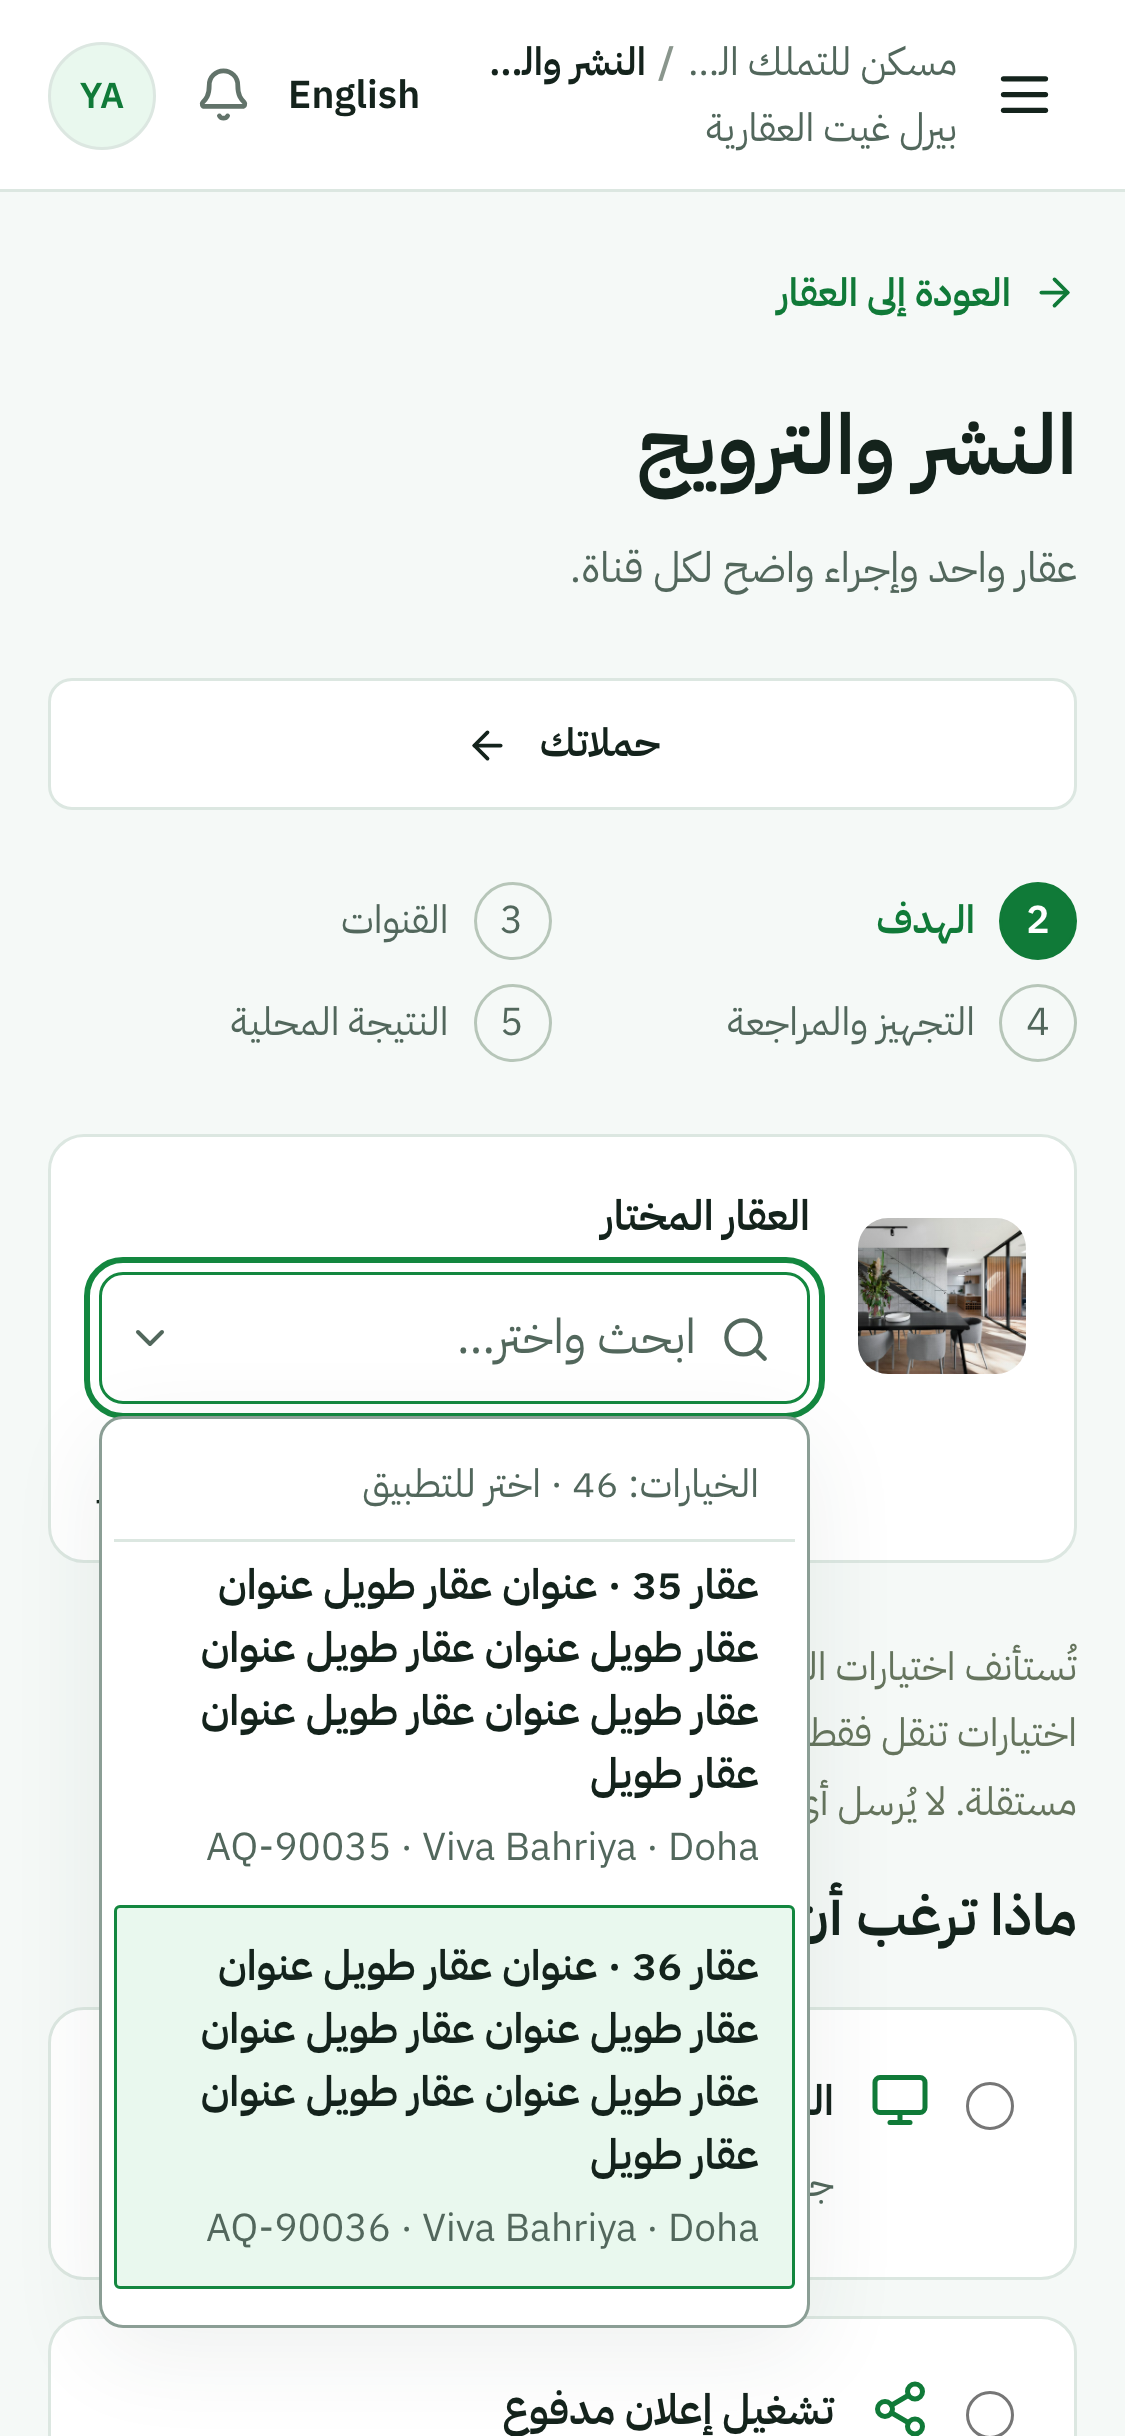 مسكن للتملك الـ... / النشر والـ...
بيرل غيت العقارية
English
YA
العودة إلى العقار
النشر والترويج
عقار واحد وإجراء واضح لكل قناة.
حملاتك
2 الهدف
3 القنوات
4 التجهيز والمراجعة
5 النتيجة المحلية
العقار المختار
ابحث واختر...
الخيارات: 46 · اختر للتطبيق
عقار 35 · عنوان عقار طويل عنوان
عقار طويل عنوان عقار طويل عنوان
عقار طويل عنوان عقار طويل عنوان
عقار طويل
AQ-90035 · Viva Bahriya · Doha
عقار 36 · عنوان عقار طويل عنوان
عقار طويل عنوان عقار طويل عنوان
عقار طويل عنوان عقار طويل عنوان
عقار طويل
AQ-90036 · Viva Bahriya · Doha
تُستأنف اختيارات
اختيارات تنقل فقط
مستقلة. لا يُرسل
ماذا ترغب
تشغيل إعلان مدفوع